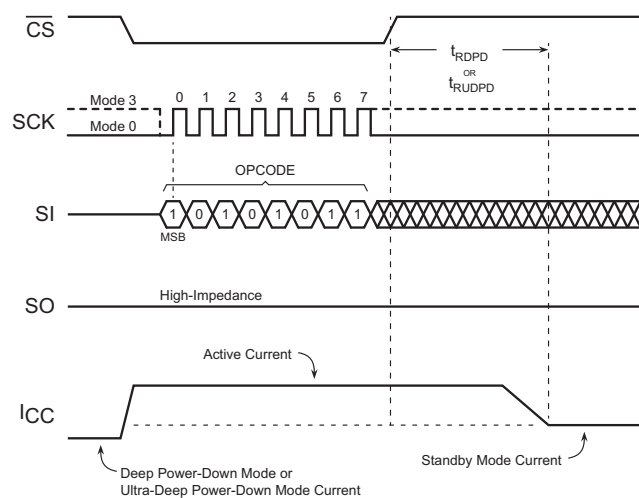 CS
tRDPD
OR
tRUDPD
Mode 3
0 1 2 3 4 5 6 7
SCK
Mode 0
OPCODE
SI
1 0 1 0 1 0 1 1
MSB
High-Impedance
SO
Active Current
ICC
Standby Mode Current
Deep Power-Down Mode or
Ultra-Deep Power-Down Mode Current